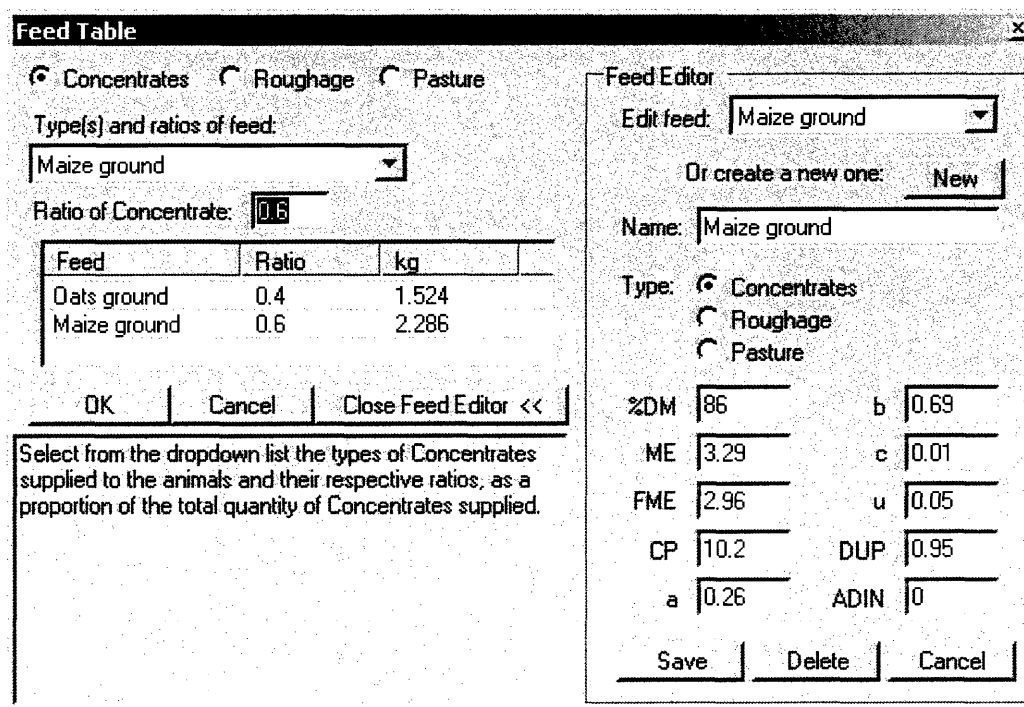 Feed Table
Concentrates Roughage Pasture
Type(s) and ratios of feed:
Maize ground
Ratio of Concentrate: 0.6
Feed Ratio kg
Oats ground 0.4 1.524
Maize ground 0.6 2.286
OK Cancel Close Feed Editor <<
Select from the dropdown list the types of Concentrates
supplied to the animals and their respective ratios, as a
proportion of the total quantity of Concentrates supplied.
Feed Editor
Edit feed: Maize ground
Or create a new one: New
Name: Maize ground
Type: Concentrates
Roughage
Pasture
%DM 86 b 0.69
ME 3.29 c 0.01
FME 2.96 u 0.05
CP 10.2 DUP 0.95
a 0.26 ADIN 0
Save Delete Cancel